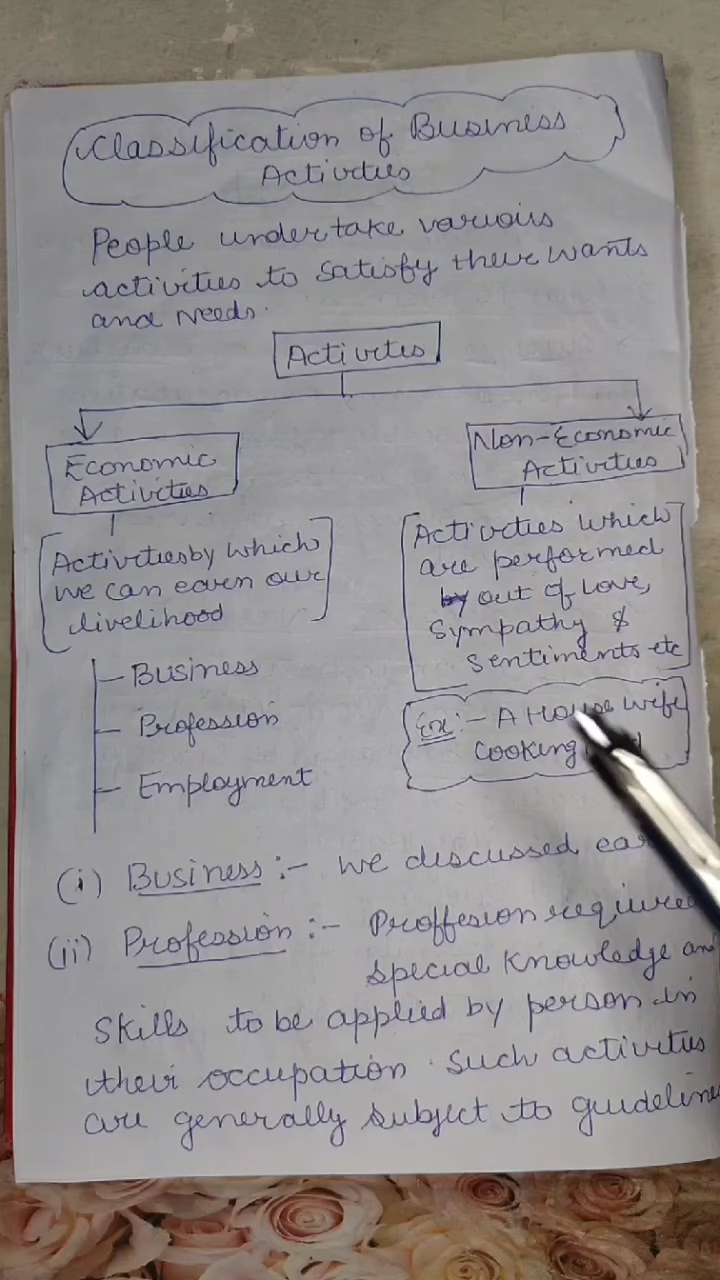 Classification of Business
Activities
People undertake various
activities to satisfy their wants
and needs.
Activites
Economic
Activities
Non-Economic
Activities
Activities by which
we can earn our
livelihood
Activities which
are performed
by out of Love,
Sympathy &
Sentiments etc
Business
Profession
Employment
Ex:- A House wife
cooking
(i) Business :- we discussed
(ii) Profession :- Proffesion
special knowledge
skills to be applied by person in
their occupation. Such activities
are generally subject to